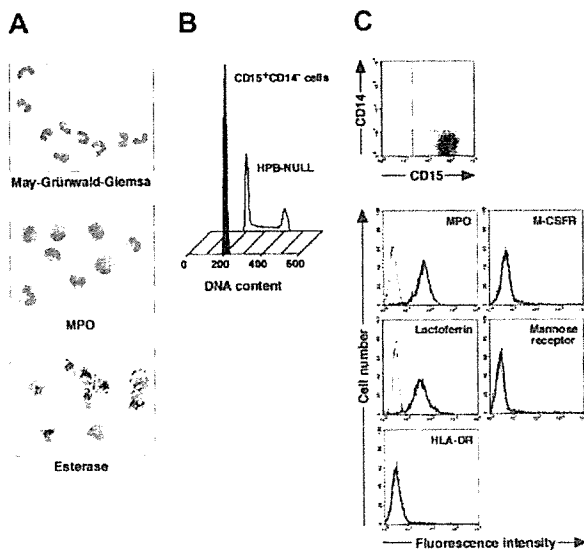 A
May-Grünwald-Giemsa
MPO
Esterase
B
CD15⁺CD14⁻ cells
HPB-NULL
0 200 400 600
DNA content
C
CD14
CD15
Cell number
MPO
M-CSFR
Lactoferrin
Mannose
receptor
HLA-DR
Fluorescence intensity